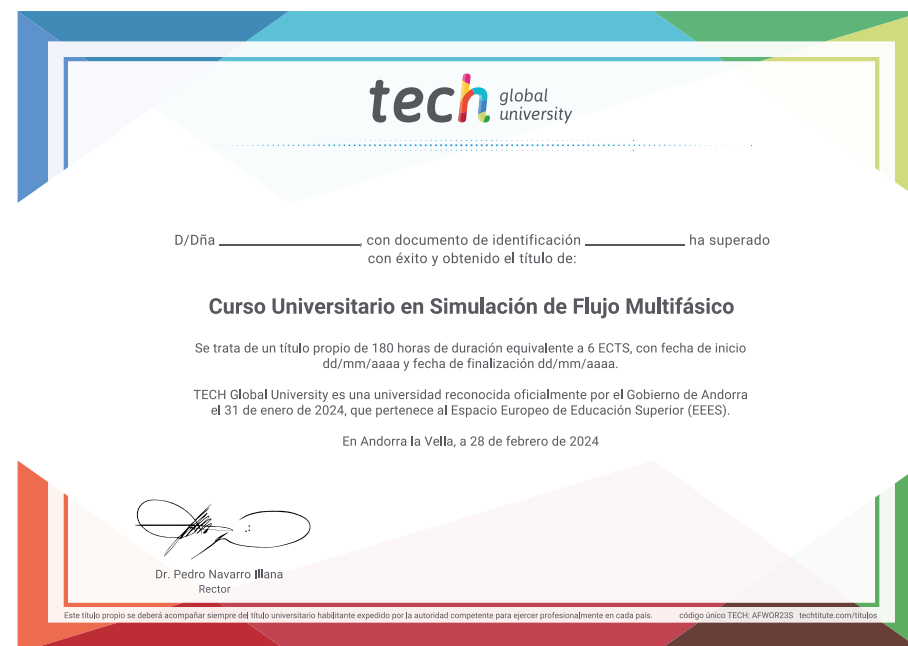 tech global university
D/Dña ______________________, con documento de identificación ________________ ha superado
con éxito y obtenido el título de:
Curso Universitario en Simulación de Flujo Multifásico
Se trata de un título propio de 180 horas de duración equivalente a 6 ECTS, con fecha de inicio
dd/mm/aaaa y fecha de finalización dd/mm/aaaa.
TECH Global University es una universidad reconocida oficialmente por el Gobierno de Andorra
el 31 de enero de 2024, que pertenece al Espacio Europeo de Educación Superior (EEES).
En Andorra la Vella, a 28 de febrero de 2024
Dr. Pedro Navarro Illana
Rector
Este título propio se deberá acompañar siempre del título universitario habilitante expedido por la autoridad competente para ejercer profesionalmente en cada país. código único TECH: AFWOR23S techtitute.com/titulos